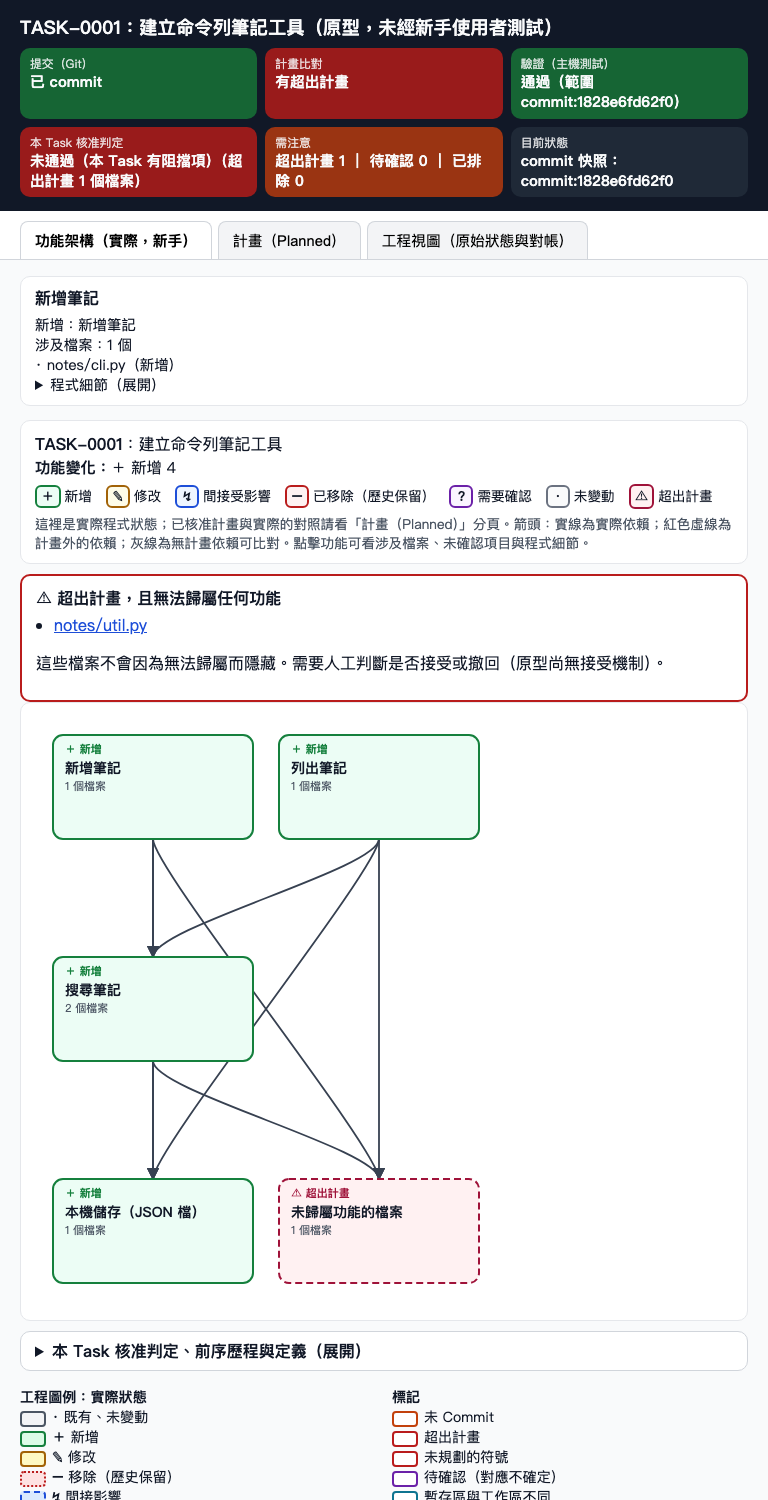 TASK-0001：建立命令列筆記工具（原型，未經新手使用者測試）
提交（Git）
已 commit
計畫比對
有超出計畫
驗證（主機測試）
通過（範圍
commit:1828e6fd62f0）
本 Task 核准判定
未通過（本 Task 有阻擋項）（超
出計畫 1 個檔案）
需注意
超出計畫 1 ｜ 待確認 0 ｜ 已排
除 0
目前狀態
commit 快照：
commit:1828e6fd62f0
功能架構（實際，新手）
計畫（Planned）
工程視圖（原始狀態與對帳）
新增筆記
新增：新增筆記
涉及檔案：1 個
· notes/cli.py（新增）
▶ 程式細節（展開）
TASK-0001：建立命令列筆記工具
功能變化：＋ 新增 4
＋ 新增 ✎ 修改 ↯ 間接受影響 － 已移除（歷史保留） ? 需要確認 · 未變動 ⚠ 超出計畫
這裡是實際程式狀態；已核准計畫與實際的對照請看「計畫（Planned）」分頁。箭頭：實線為實際依賴；紅色虛線為
計畫外的依賴；灰線為無計畫依賴可比對。點擊功能可看涉及檔案、未確認項目與程式細節。
⚠ 超出計畫，且無法歸屬任何功能
• notes/util.py
這些檔案不會因為無法歸屬而隱藏。需要人工判斷是否接受或撤回（原型尚無接受機制）。
＋ 新增
新增筆記
1 個檔案
＋ 新增
列出筆記
1 個檔案
＋ 新增
搜尋筆記
2 個檔案
＋ 新增
本機儲存（JSON 檔）
1 個檔案
⚠ 超出計畫
未歸屬功能的檔案
1 個檔案
▶ 本 Task 核准判定、前序歷程與定義（展開）
工程圖例：實際狀態
· 既有、未變動
＋ 新增
✎ 修改
－ 移除（歷史保留）
↯ 間接影響
標記
未 Commit
超出計畫
未規劃的符號
待確認（對應不確定）
暫存區與工作區不同